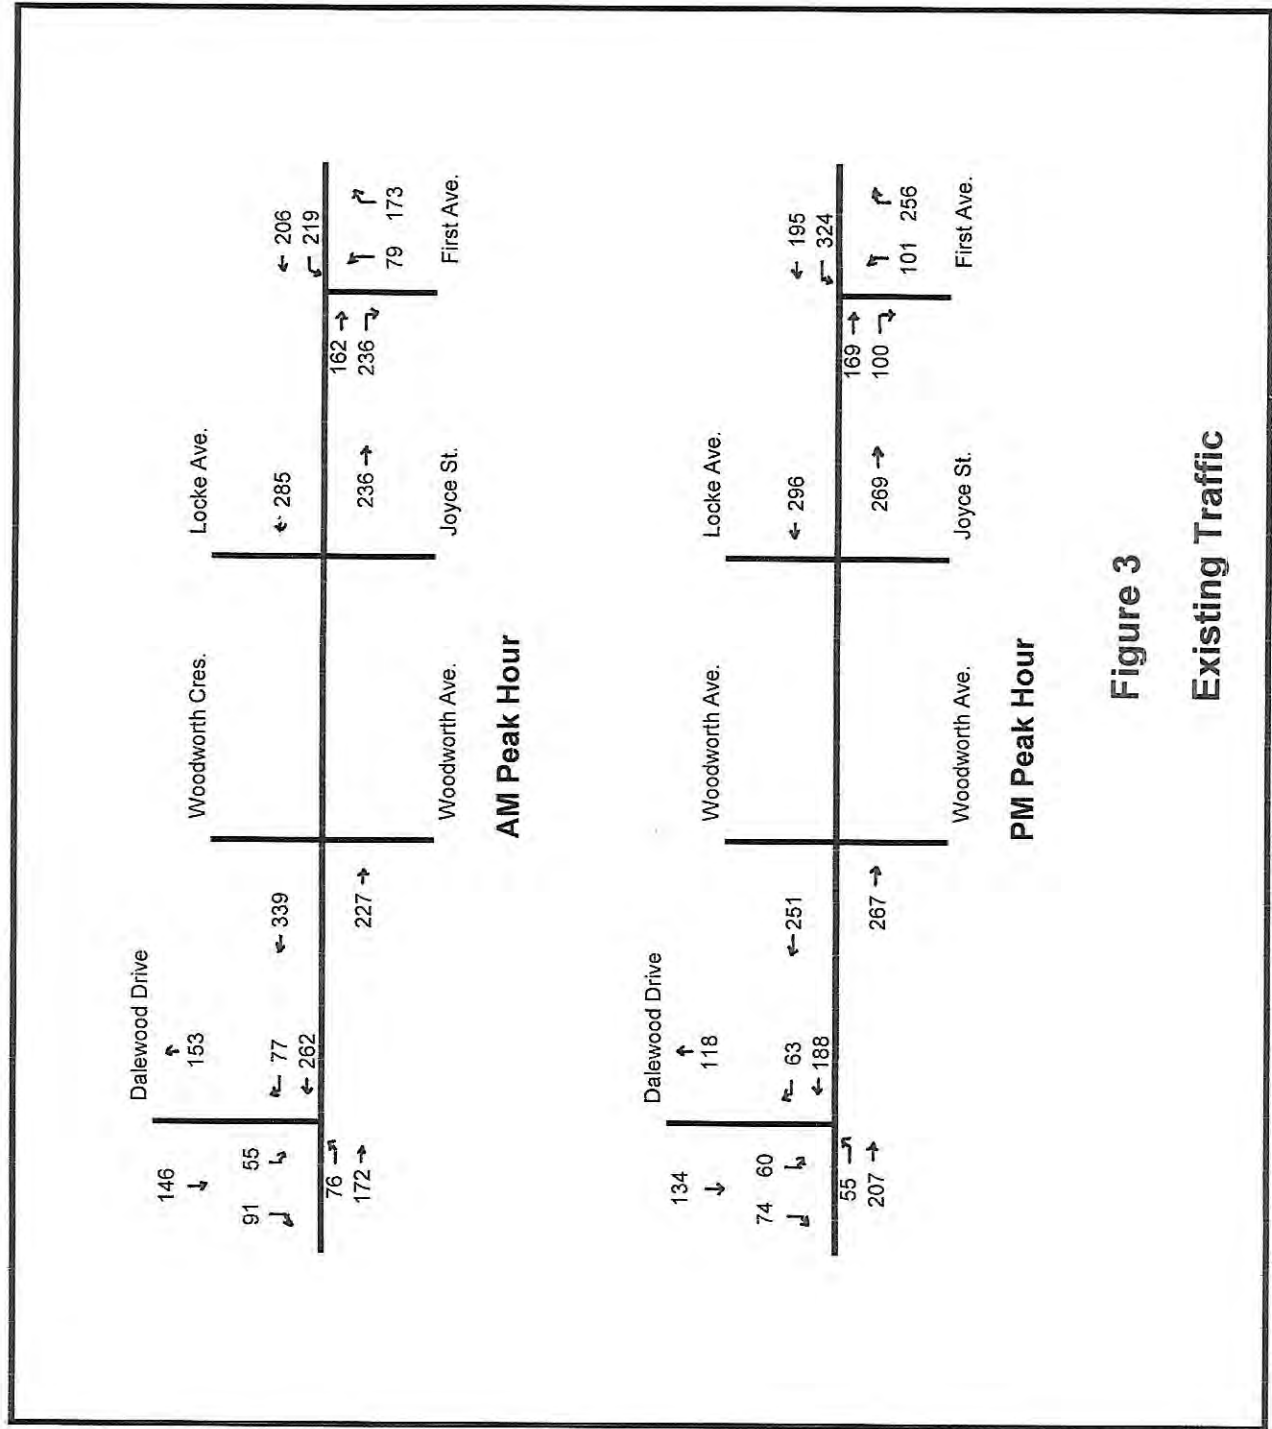 Dalewood Drive
Woodworth Cres.
Locke Ave.
146
153
91 55
77
262
339
285
206
219
76
172
227
236
162
236
79 173
Woodworth Ave.
Joyce St.
First Ave.
AM Peak Hour
Dalewood Drive
Woodworth Ave.
Locke Ave.
134
118
74 60
63
188
251
296
195
324
55
207
267
269
169
100
101 256
Woodworth Ave.
Joyce St.
First Ave.
PM Peak Hour
Figure 3
Existing Traffic